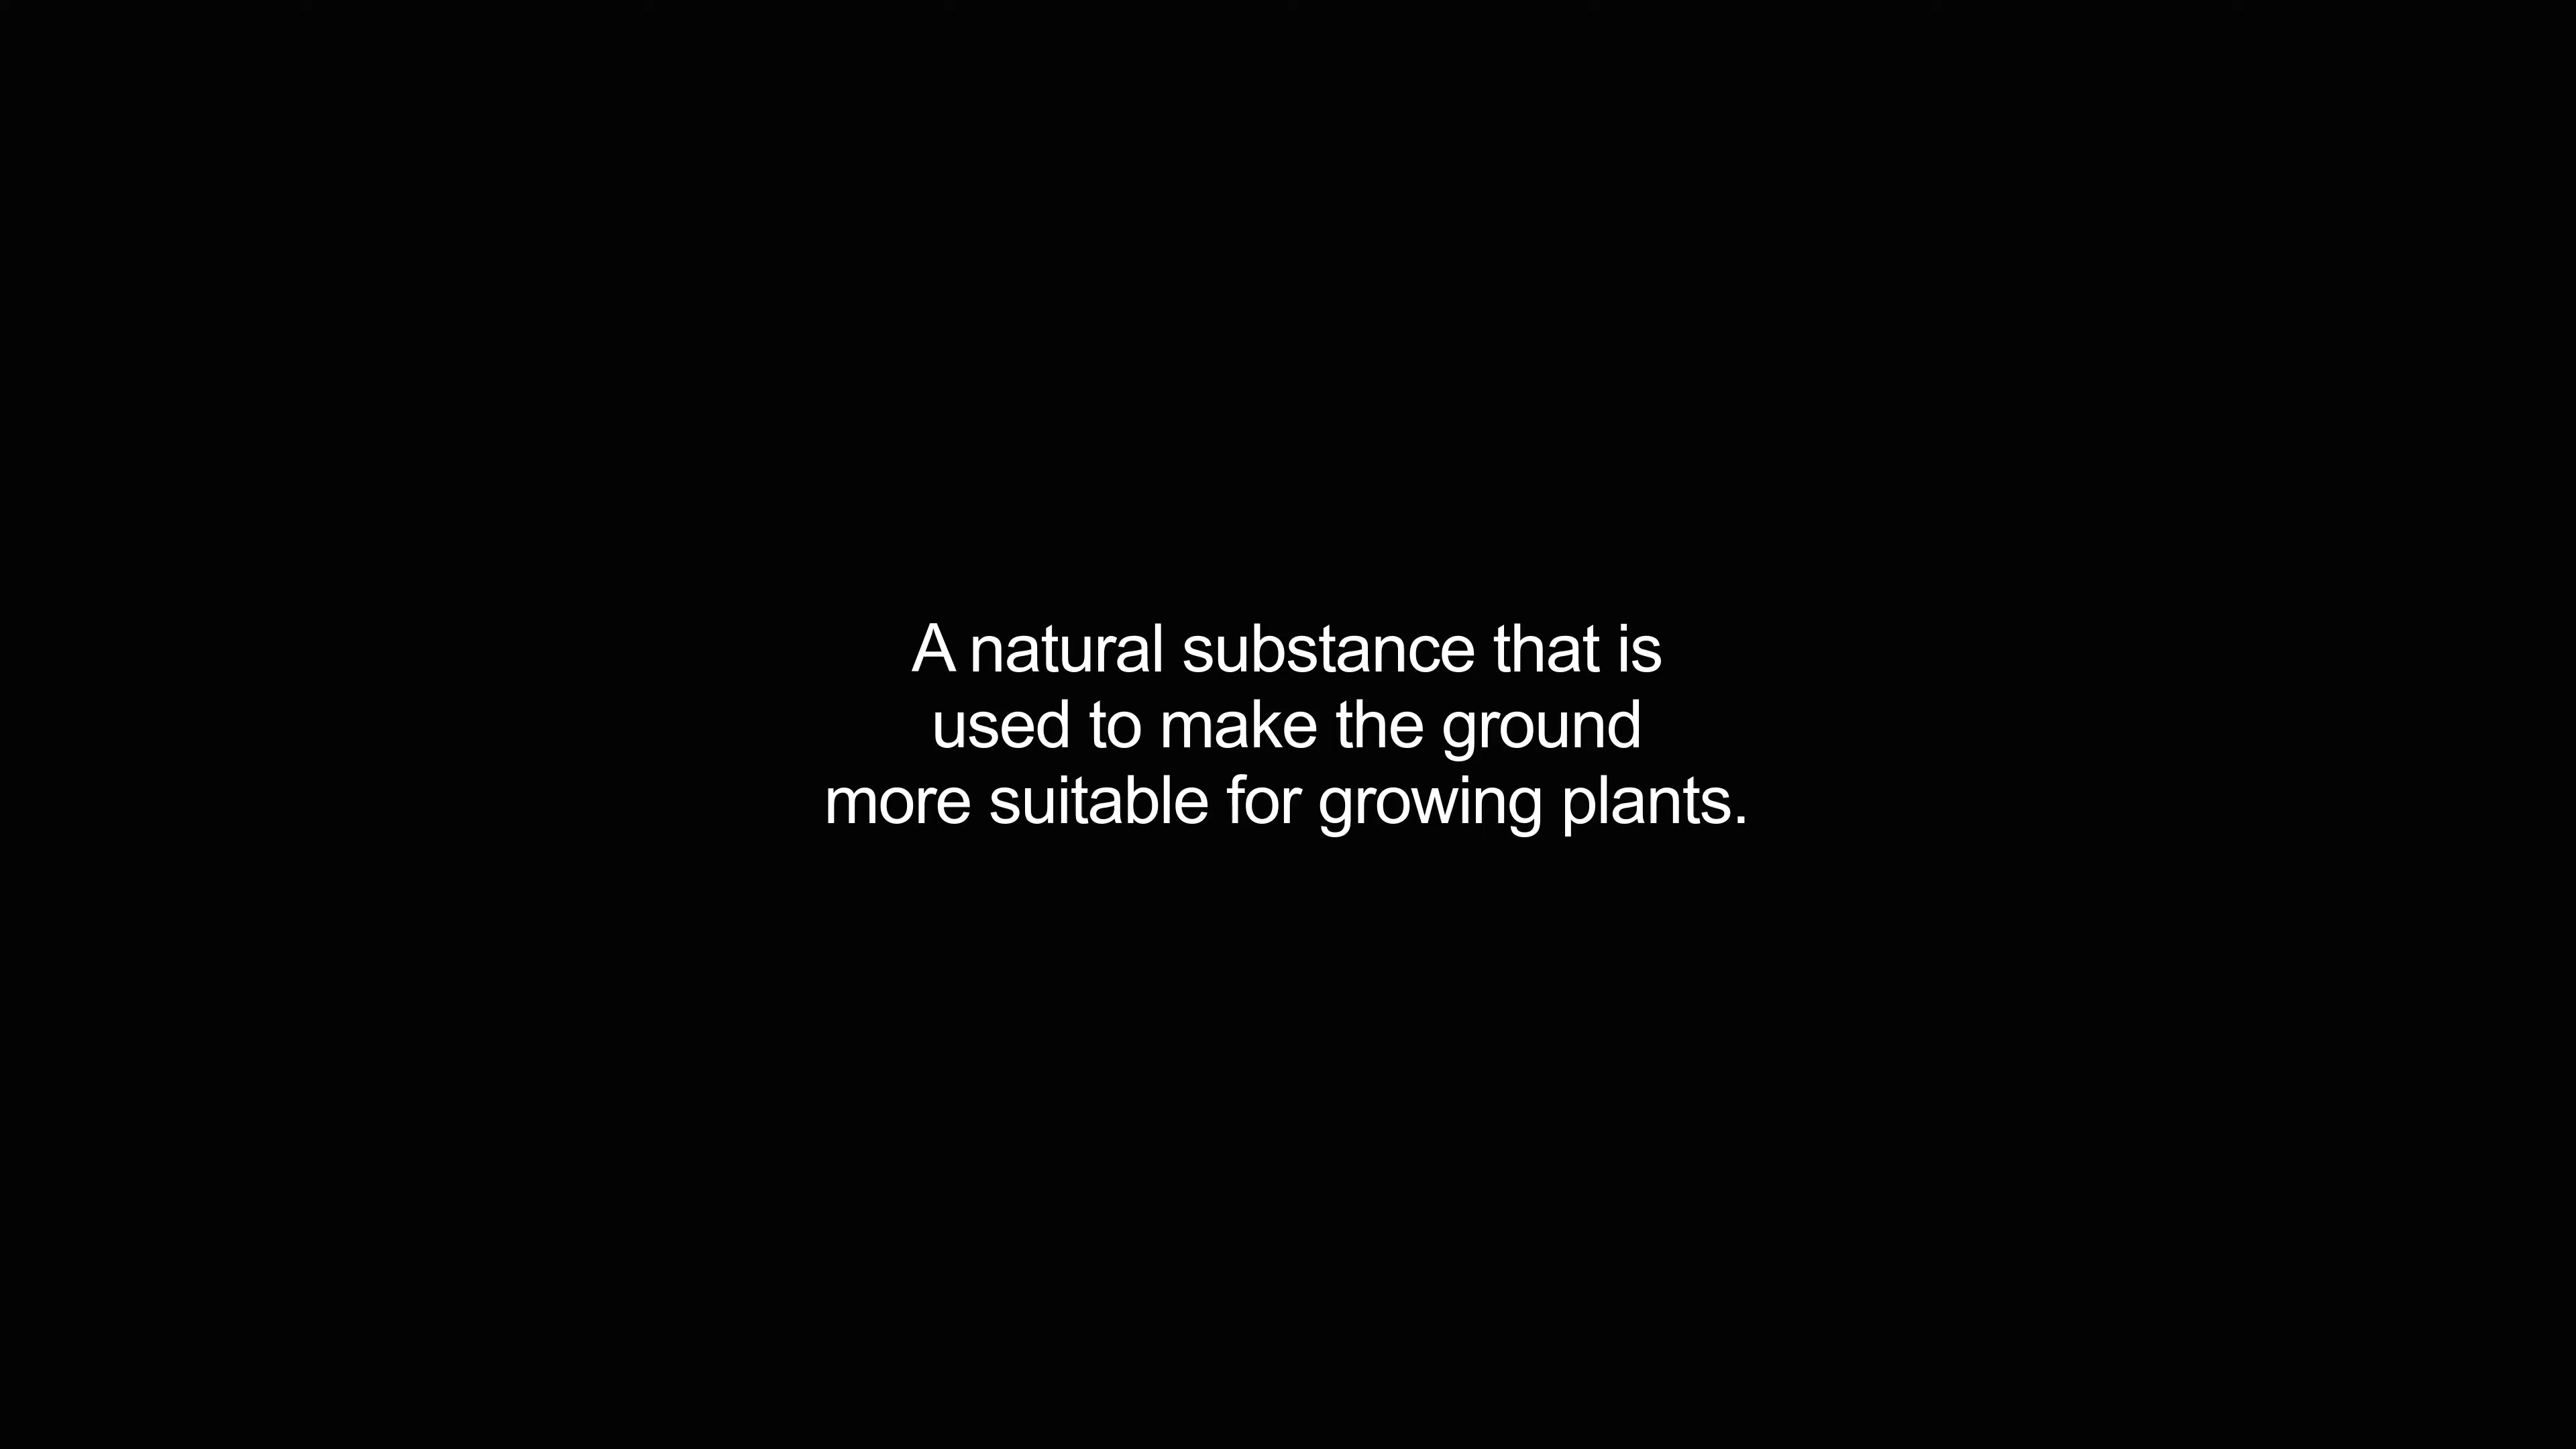 A natural substance that is
used to make the ground
more suitable for growing plants.